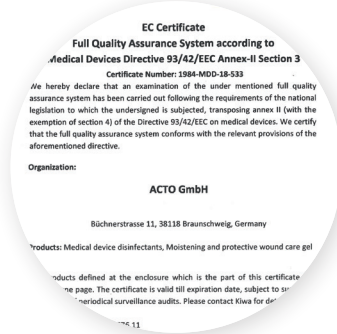 EC Certificate
Full Quality Assurance System according to
Medical Devices Directive 93/42/EEC Annex-II Section 3
Certificate Number: 1984-MDD-18-533
We hereby declare that an examination of the under mentioned full quality
assurance system has been carried out following the requirements of the national
legislation to which the undersigned is subjected, transposing annex II (with the
exemption of section 4) of the Directive 93/42/EEC on medical devices. We certify
that the full quality assurance system conforms with the relevant provisions of the
aforementioned directive.
Organization:
ACTO GmbH
Büchnerstrasse 11, 38118 Braunschweig, Germany
Products: Medical device disinfectants, Moistening and protective wound care gel
products defined at the enclosure which is the part of this certificate
page. The certificate is valid till expiration date, subject to
periodical surveillance audits. Please contact Kiwa for
11